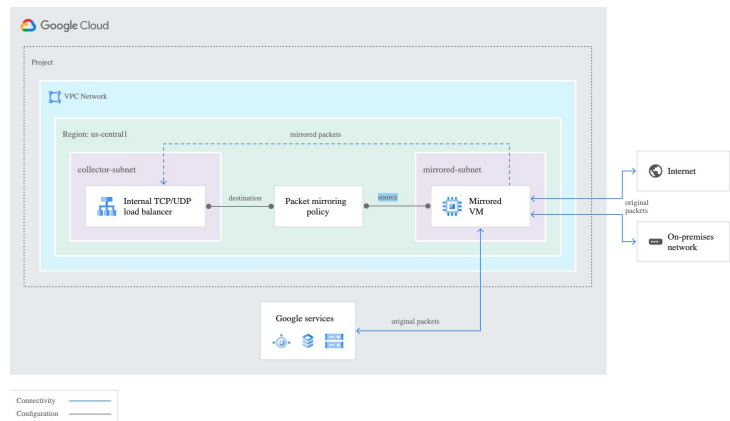 Google Cloud
Project
VPC Network
Region: us-central1
mirrored packets
collector-subnet
mirrored-subnet
Internal TCP/UDP
load balancer
destination
Packet mirroring
policy
source
Mirrored
VM
Internet
original
packets
On-premises
network
Google services
original packets
Connectivity
Configuration